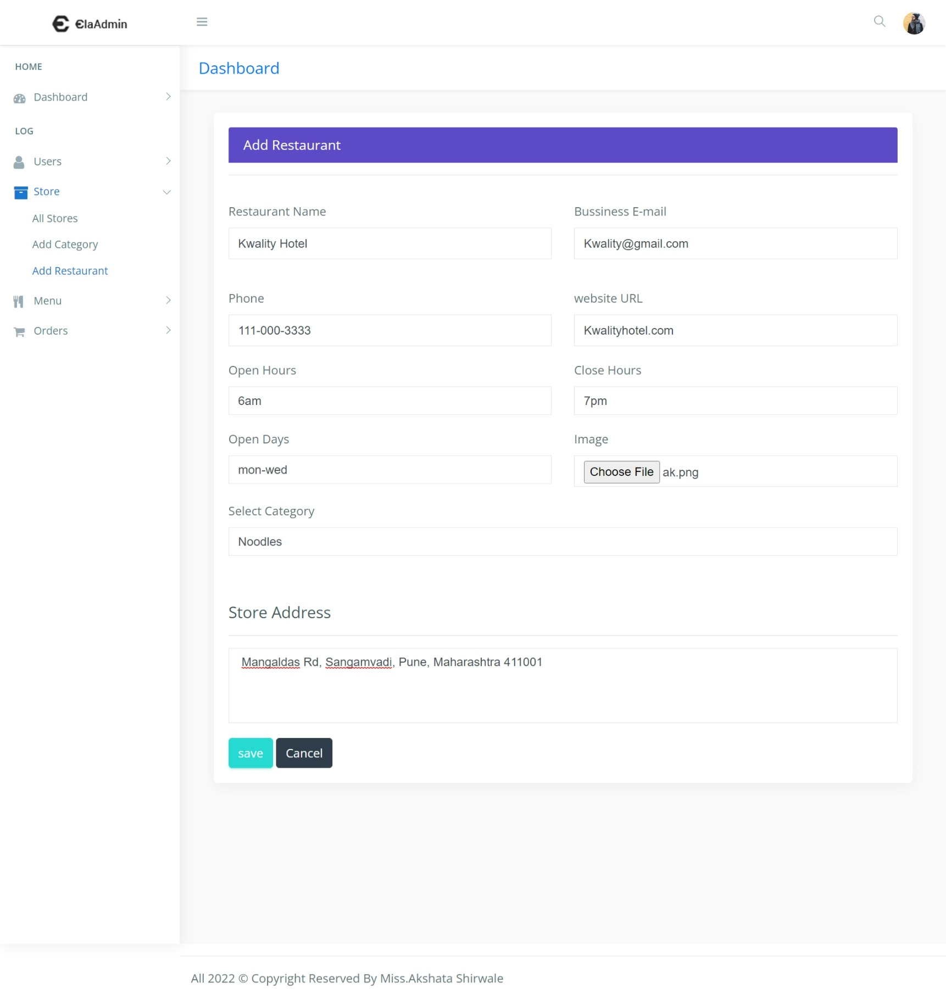 ElaAdmin
HOME
Dashboard
LOG
Users
Store
All Stores
Add Category
Add Restaurant
Menu
Orders
Dashboard
Add Restaurant
Restaurant Name
Kwality Hotel
Bussiness E-mail
Kwality@gmail.com
Phone
111-000-3333
website URL
Kwalityhotel.com
Open Hours
6am
Close Hours
7pm
Open Days
mon-wed
Image
Choose File ak.png
Select Category
Noodles
Store Address
Mangaldas Rd, Sangamvadi, Pune, Maharashtra 411001
save Cancel
All 2022 © Copyright Reserved By Miss.Akshata Shirwale